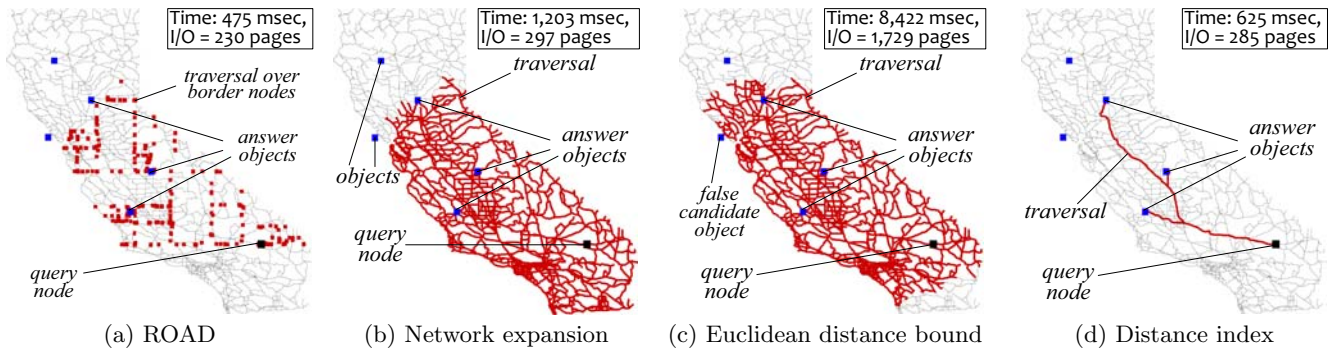 Time: 475 msec,
I/O = 230 pages
traversal over
border nodes
answer
objects
query
node
(a) ROAD
Time: 1,203 msec
I/O = 297 pages
traversal
answer
objects
objects
query
node
(b) Network expansion
Time: 8,422 msec,
I/O = 1,729 pages
traversal
answer
objects
false
candidate
object
query
node
(c) Euclidean distance bound
Time: 625 msec,
I/O = 285 pages
answer
objects
traversal
query
node
(d) Distance index